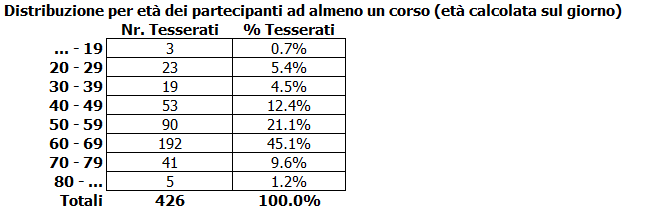 Distribuzione per età dei partecipanti ad almeno un corso (età calcolata sul giorno)
Nr. Tesserati % Tesserati
... - 19 3 0.7%
20 - 29 23 5.4%
30 - 39 19 4.5%
40 - 49 53 12.4%
50 - 59 90 21.1%
60 - 69 192 45.1%
70 - 79 41 9.6%
80 - ... 5 1.2%
Totali 426 100.0%